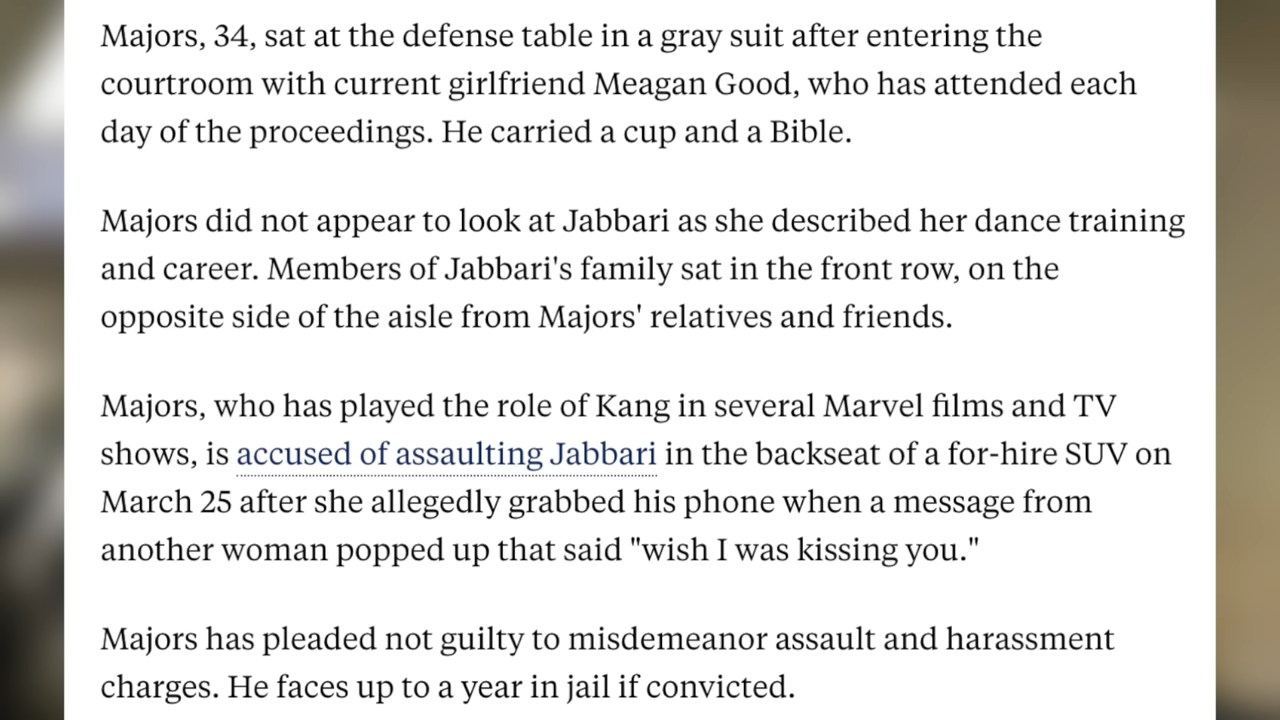 Majors, 34, sat at the defense table in a gray suit after entering the
courtroom with current girlfriend Meagan Good, who has attended each
day of the proceedings. He carried a cup and a Bible.
Majors did not appear to look at Jabbari as she described her dance training
and career. Members of Jabbari's family sat in the front row, on the
opposite side of the aisle from Majors' relatives and friends.
Majors, who has played the role of Kang in several Marvel films and TV
shows, is accused of assaulting Jabbari in the backseat of a for-hire SUV on
March 25 after she allegedly grabbed his phone when a message from
another woman popped up that said "wish I was kissing you."
Majors has pleaded not guilty to misdemeanor assault and harassment
charges. He faces up to a year in jail if convicted.